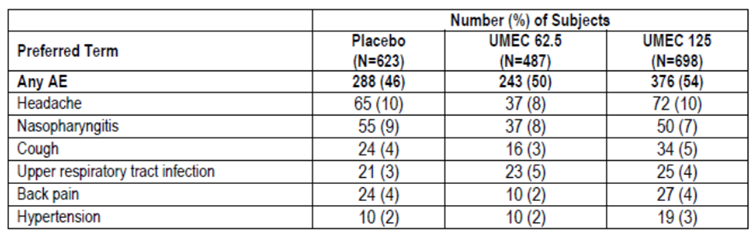 Number (%) of Subjects
Preferred Term Placebo (N=623) UMEC 62.5 (N=487) UMEC 125 (N=698)
Any AE 288 (46) 243 (50) 376 (54)
Headache 65 (10) 37 (8) 72 (10)
Nasopharyngitis 55 (9) 37 (8) 50 (7)
Cough 24 (4) 16 (3) 34 (5)
Upper respiratory tract infection 21 (3) 23 (5) 25 (4)
Back pain 24 (4) 10 (2) 27 (4)
Hypertension 10 (2) 10 (2) 19 (3)